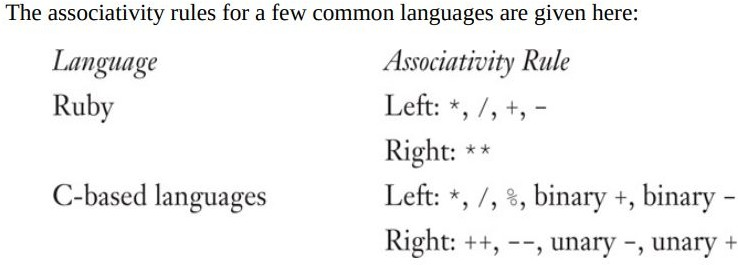 The associativity rules for a few common languages are given here:
Language Associativity Rule
Ruby Left: *, /, +, -
Right: **
C-based languages Left: *, /, %, binary +, binary -
Right: ++, --, unary -, unary +